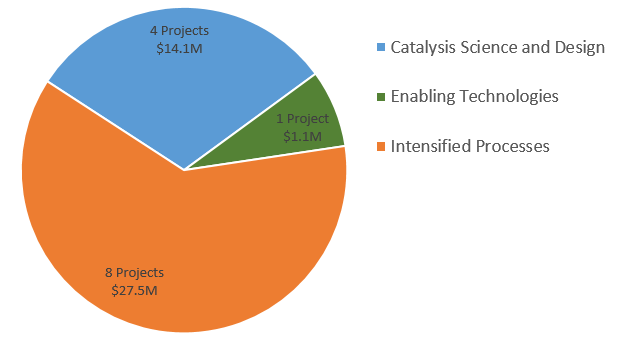 4 Projects
$14.1M
Catalysis Science and Design
Enabling Technologies
1 Project
$1.1M
Intensified Processes
8 Projects
$27.5M